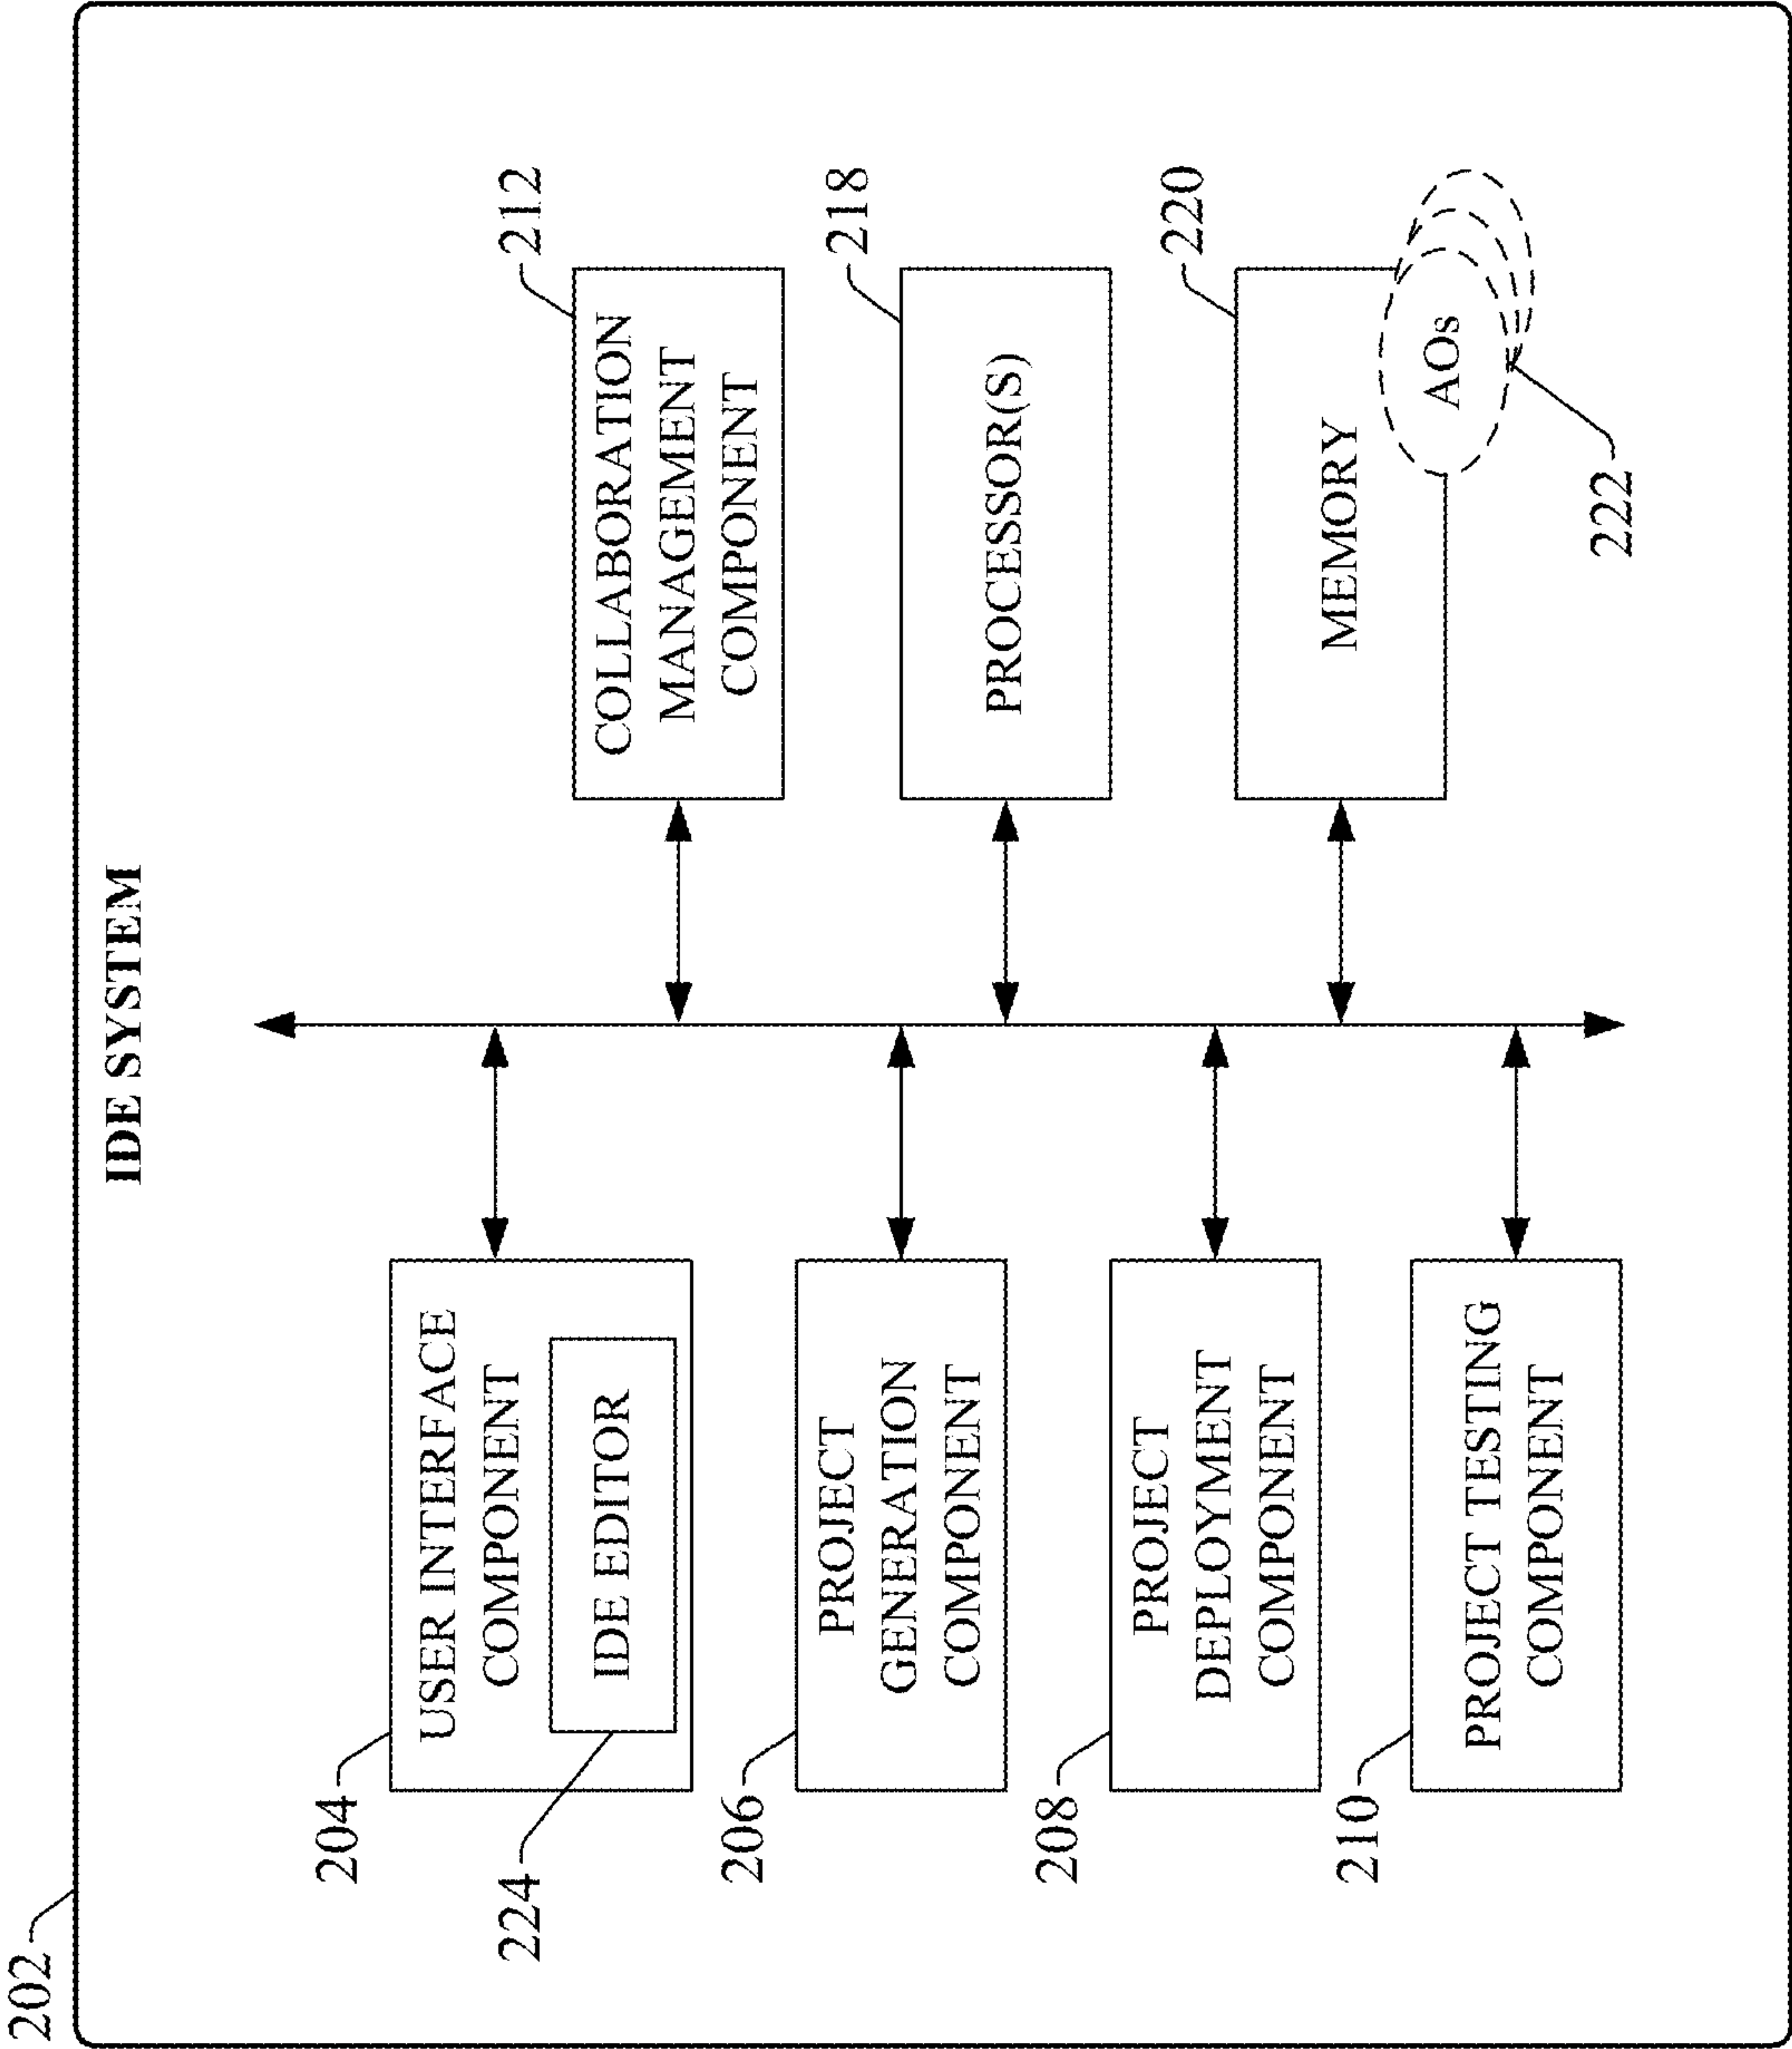 202
IDE SYSTEM
204
USER INTERFACE
COMPONENT
224
IDE EDITOR
206
PROJECT
GENERATION
COMPONENT
208
PROJECT
DEPLOYMENT
COMPONENT
210
PROJECT TESTING
COMPONENT
212
COLLABORATION
MANAGEMENT
COMPONENT
218
PROCESSOR(S)
220
MEMORY
AOs
222